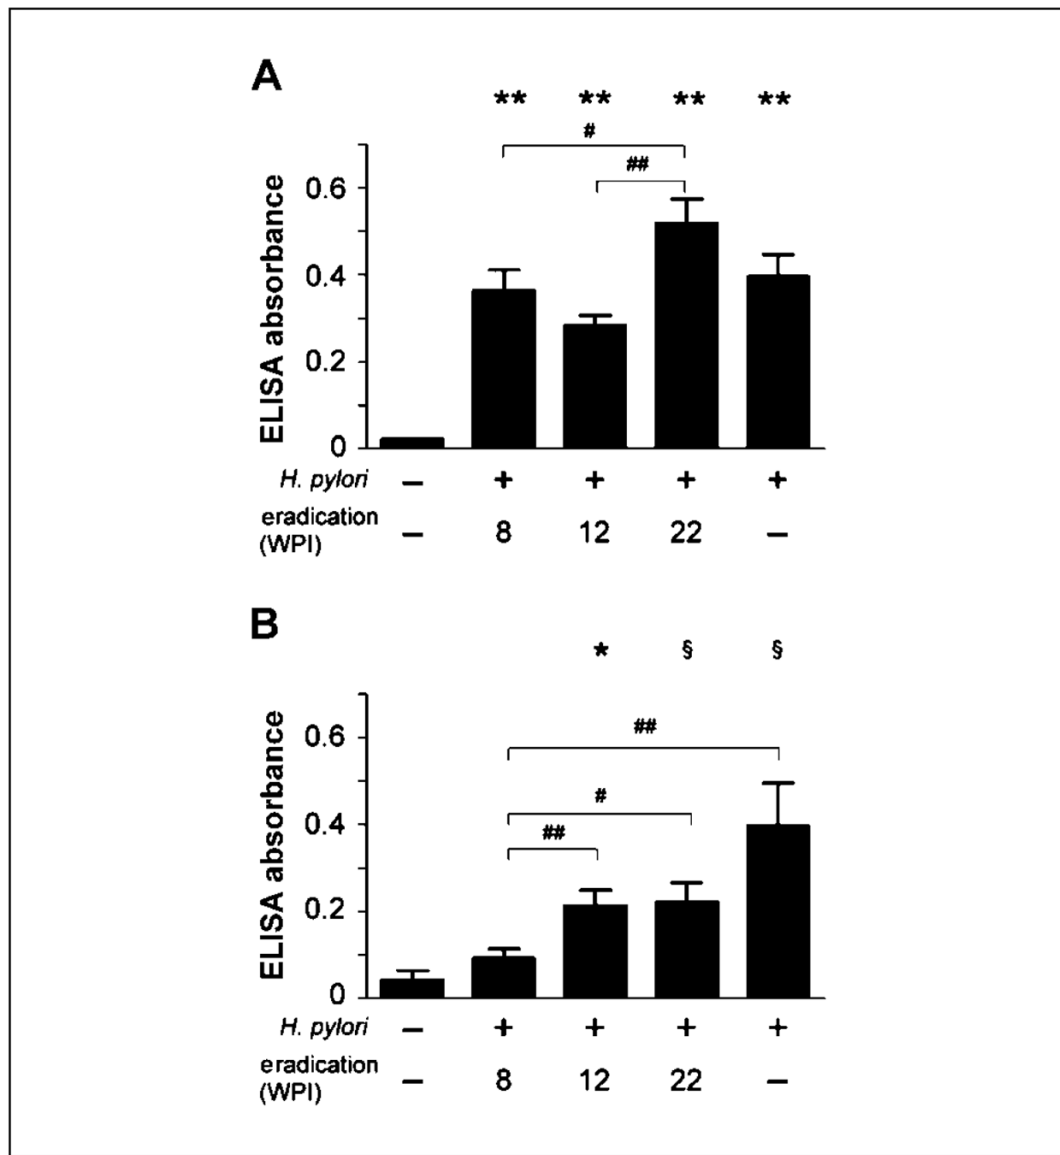 A
** ** ** **
#
##
ELISA absorbance
0.6
0.4
0.2
0
H. pylori – + + + +
eradication (WPI) – 8 12 22 –
B
* § §
##
#
##
ELISA absorbance
0.6
0.4
0.2
0
H. pylori – + + + +
eradication (WPI) – 8 12 22 –